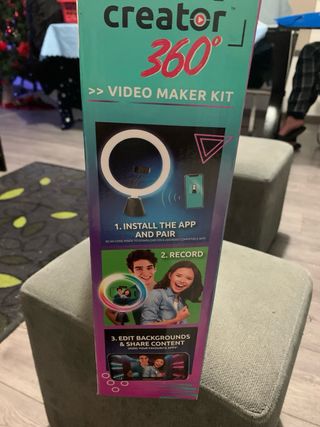 creator
360°
>> VIDEO MAKER KIT
1. INSTALL THE APP
AND PAIR
2. RECORD
3. EDIT BACKGROUNDS
& SHARE CONTENT